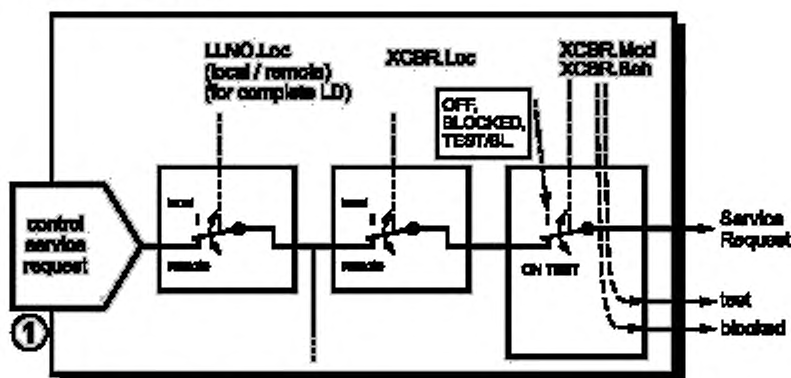 LLN0.Loc
(local / remote)
(for complete LD)
XCBR.Loc
XCBR.Mod
XCBR.Beh
OFF,
BLOCKED,
TEST/BL.
local
local
control
service
request
remote
remote
ON TEST
Service
Request
test
blocked
1